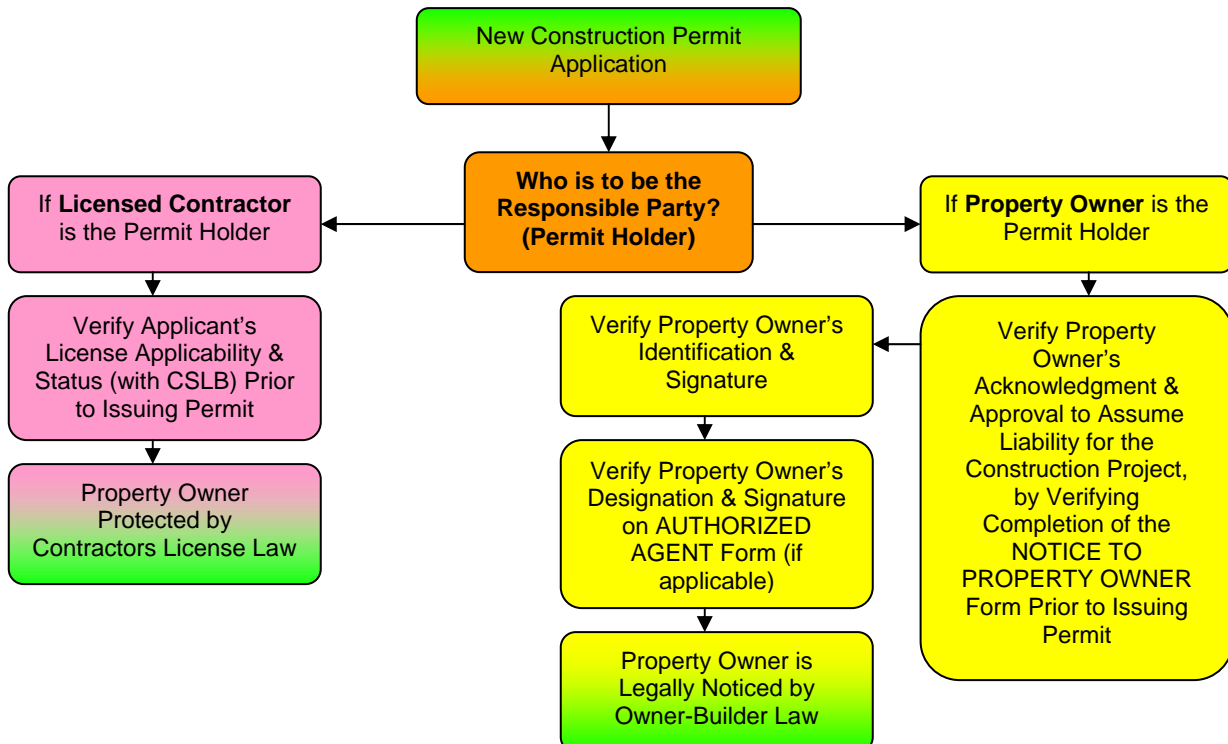 New Construction Permit
Application
Who is to be the
Responsible Party?
(Permit Holder)
If Licensed Contractor
is the Permit Holder
Verify Applicant’s
License Applicability &
Status (with CSLB) Prior
to Issuing Permit
Property Owner
Protected by
Contractors License Law
If Property Owner is the
Permit Holder
Verify Property
Owner’s
Acknowledgment &
Approval to Assume
Liability for the
Construction Project,
by Verifying
Completion of the
NOTICE TO
PROPERTY OWNER
Form Prior to Issuing
Permit
Verify Property Owner’s
Identification &
Signature
Verify Property Owner’s
Designation & Signature
on AUTHORIZED
AGENT Form (if
applicable)
Property Owner is
Legally Noticed by
Owner-Builder Law